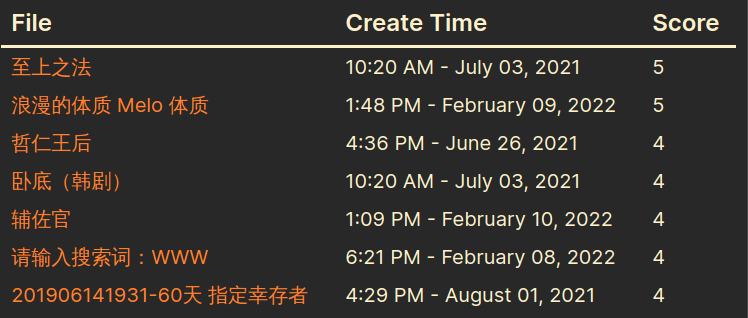 File Create Time Score
至上之法 10:20 AM - July 03, 2021 5
浪漫的体质 Melo 体质 1:48 PM - February 09, 2022 5
哲仁王后 4:36 PM - June 26, 2021 4
卧底（韩剧） 10:20 AM - July 03, 2021 4
辅佐官 1:09 PM - February 10, 2022 4
请输入搜索词：WWW 6:21 PM - February 08, 2022 4
201906141931-60天 指定幸存者 4:29 PM - August 01, 2021 4